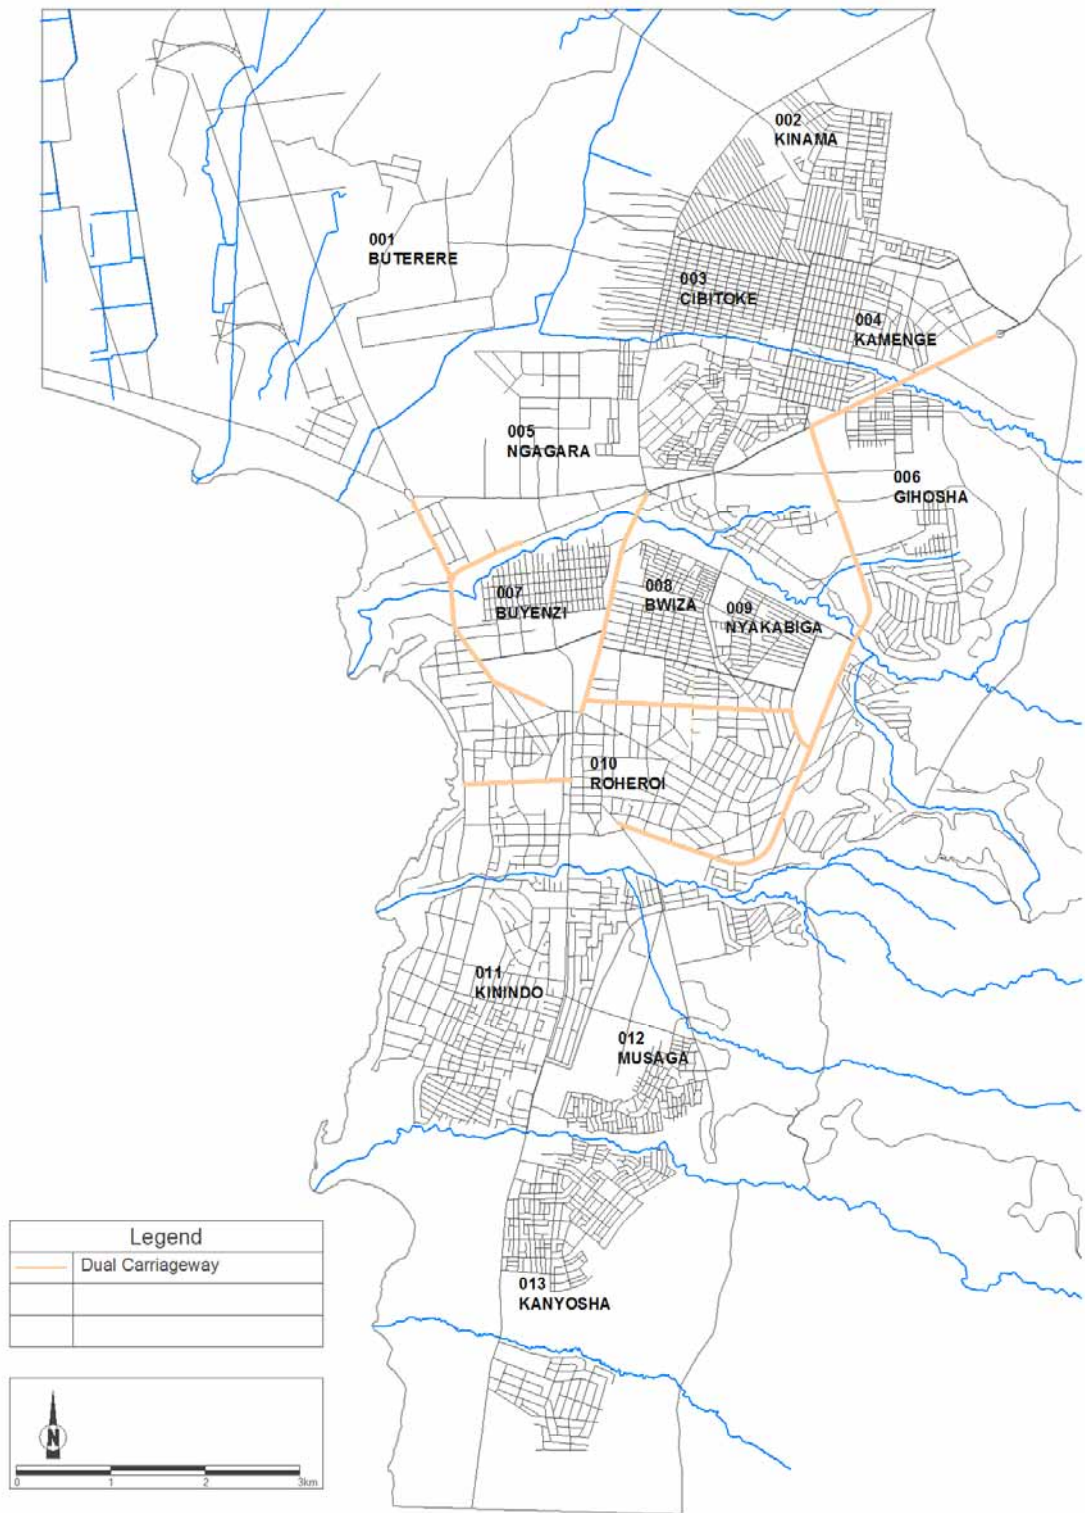 002
KINAMA
001
BUTERERE
003
CIBITOKE
004
KAMENGE
005
NGAGARA
006
GIHOSHA
007
BUYENZI
008
BWIZA
009
NYAKABIGA
010
ROHEROI
011
KININDO
012
MUSAGA
013
KANYOSHA
Legend
Dual Carriageway
N
0 1 2 3km